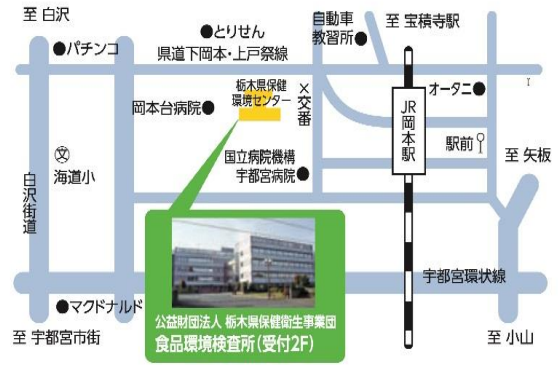 至 白沢
とりせん
自動車
教習所
至 宝積寺駅
パチンコ
県道下岡本・上戸祭線
栃木県保健
環境センター
×交番
岡本台病院
JR岡本駅
オータニ
駅前
文
海道小
国立病院機構
宇都宮病院
至 矢板
白沢街道
宇都宮環状線
マクドナルド
公益財団法人 栃木県保健衛生事業団
食品環境検査所(受付2F)
至 宇都宮市街
至 小山